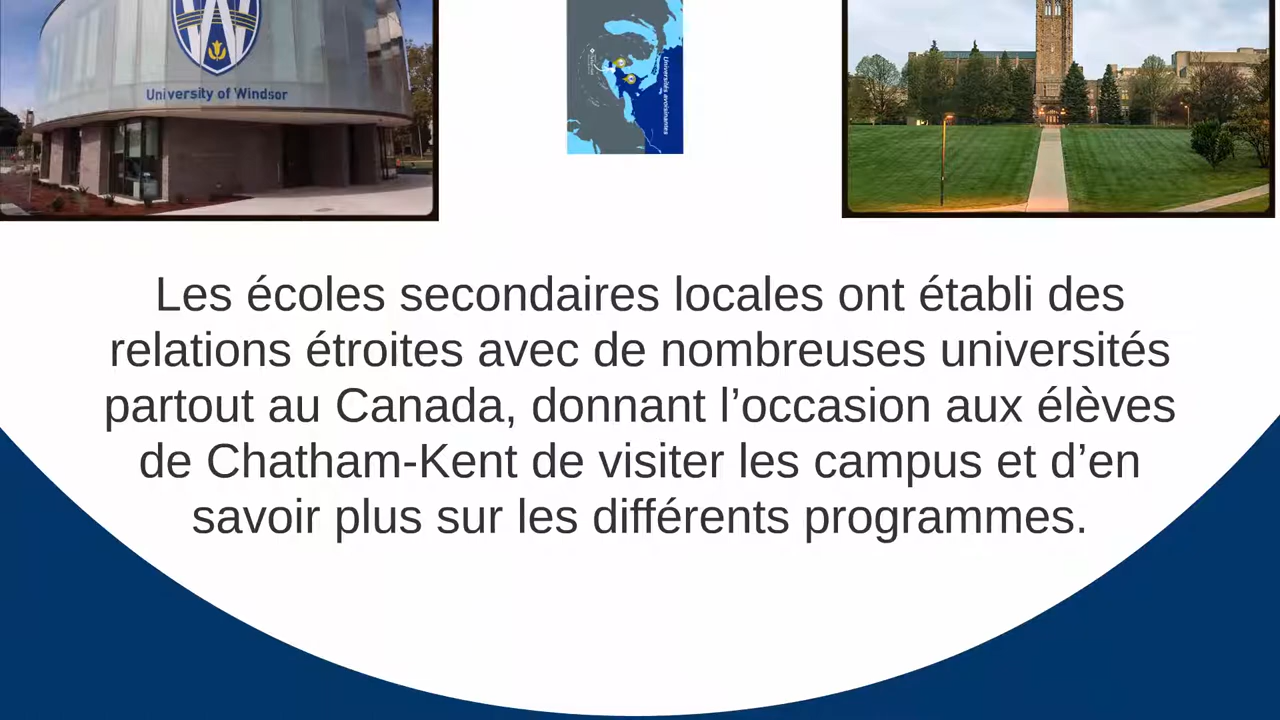 University of Windsor
Universités avoisinantes
Les écoles secondaires locales ont établi des
relations étroites avec de nombreuses universités
partout au Canada, donnant l’occasion aux élèves
de Chatham-Kent de visiter les campus et d’en
savoir plus sur les différents programmes.